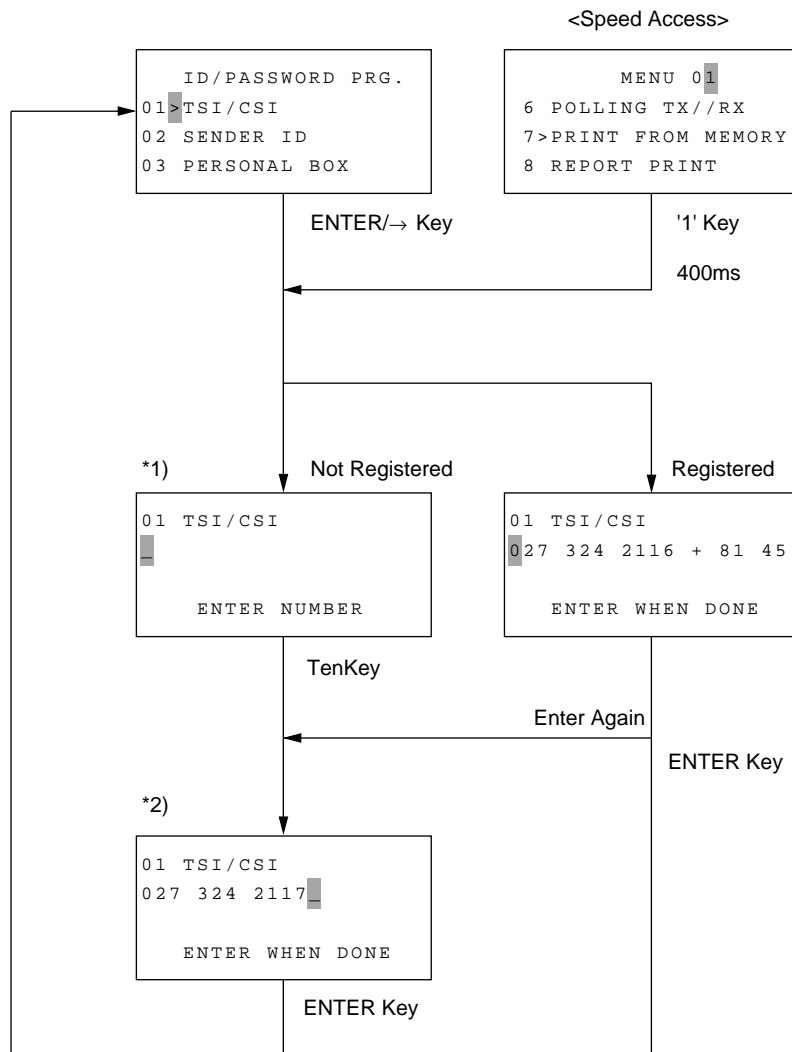 <Speed Access>
ID/PASSWORD PRG.
01>TSI/CSI
02 SENDER ID
03 PERSONAL BOX
MENU 01
6 POLLING TX//RX
7>PRINT FROM MEMORY
8 REPORT PRINT
ENTER/→ Key
'1' Key
400ms
*1)
Not Registered
Registered
01 TSI/CSI
_
ENTER NUMBER
01 TSI/CSI
027 324 2116 + 81 45
ENTER WHEN DONE
TenKey
Enter Again
ENTER Key
*2)
01 TSI/CSI
027 324 2117_
ENTER WHEN DONE
ENTER Key